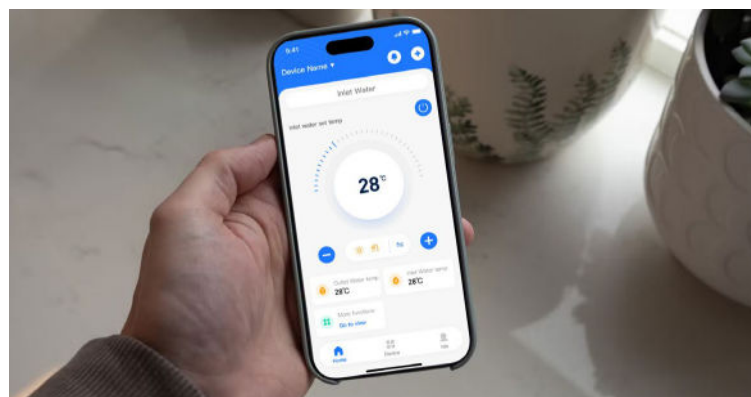 9:41
Device Name
Inlet Water
Inlet water set temp
28℃
Outlet Water temp
28℃
Inlet Water temp
28℃
More functions
Go to view
Home
Device